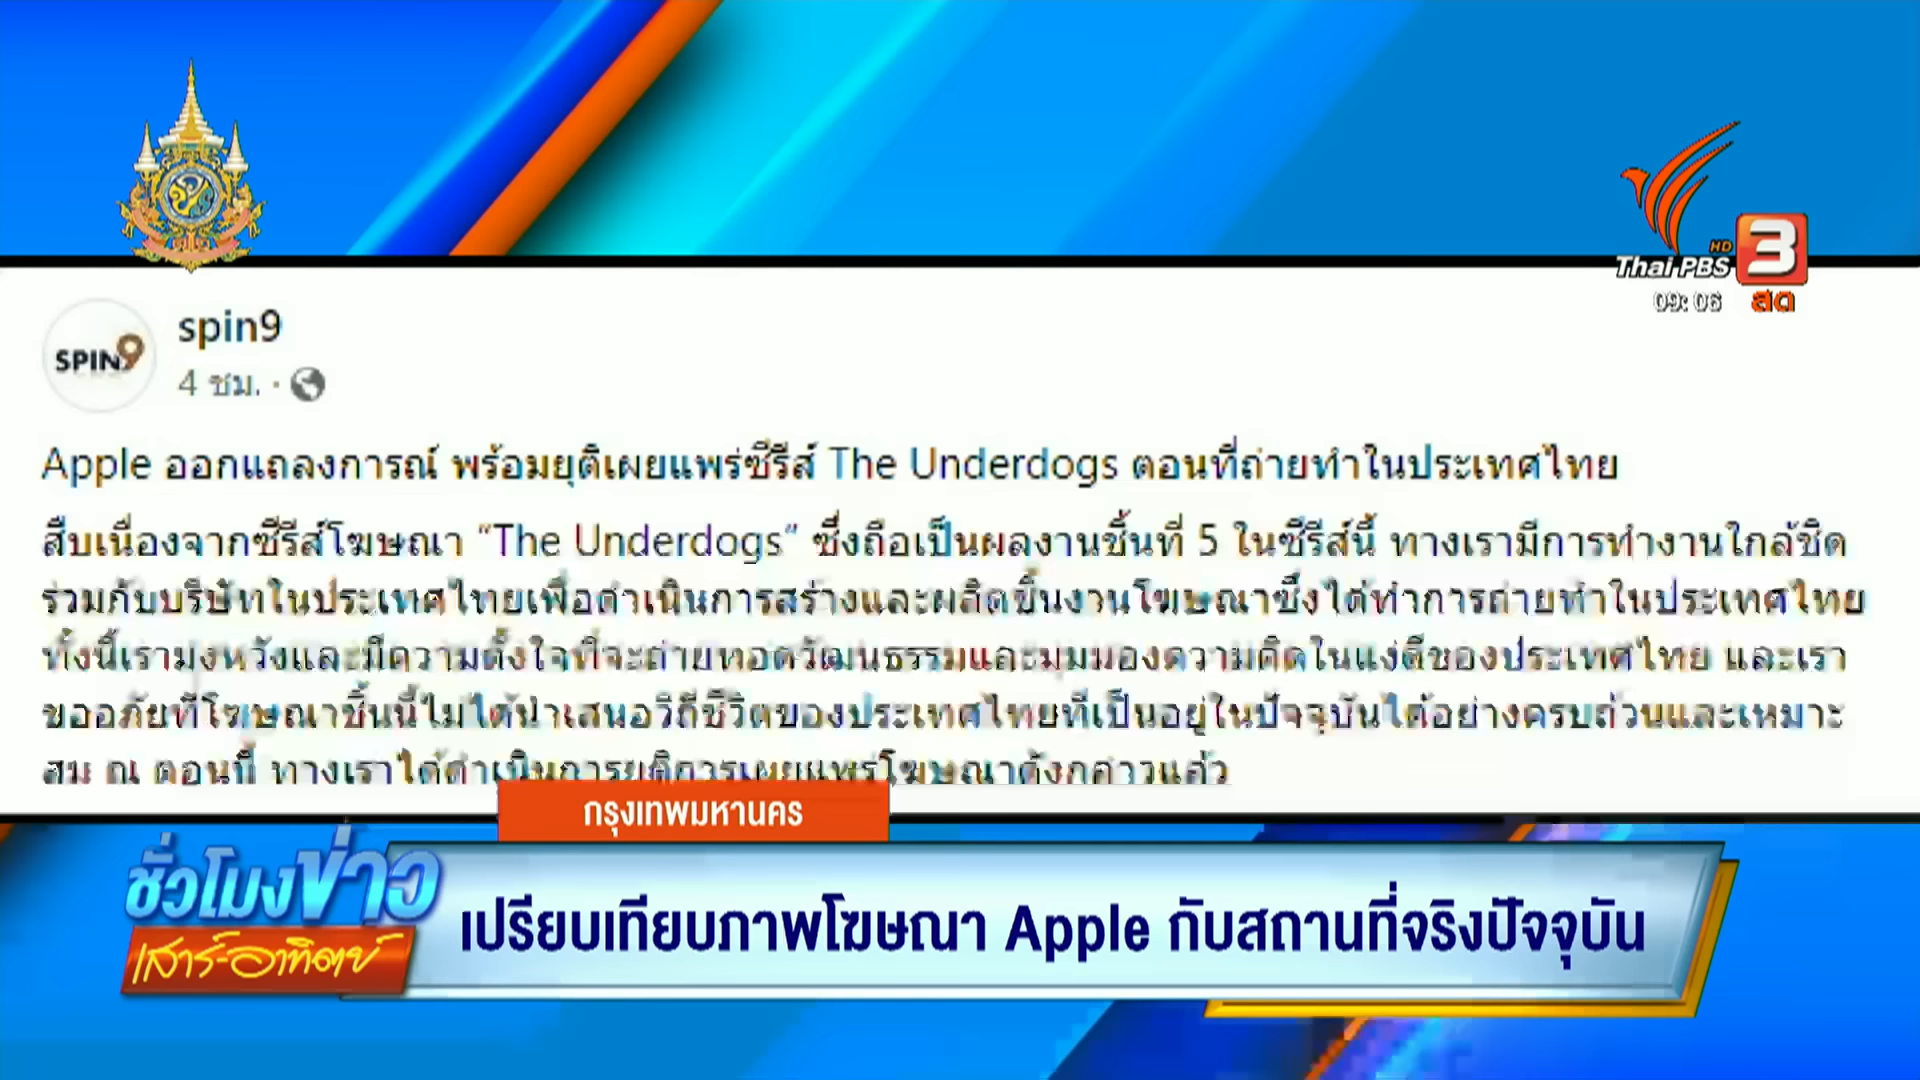 HD
Thai PBS 3
09:06 สด
SPIN9
spin9
4 ชม. ·
Apple ออกแถลงการณ์ พร้อมยุติเผยแพร่ซีรีส์ The Underdogs ตอนที่ถ่ายทำในประเทศไทย
สืบเนื่องจากซีรีส์โฆษณา “The Underdogs” ซึ่งถือเป็นผลงานชิ้นที่ 5 ในซีรีส์นี้ ทางเรามีการทำงานใกล้ชิด
ร่วมกับบริษัทในประเทศไทยเพื่อดำเนินการสร้างและผลิตชิ้นงานโฆษณาซึ่งได้ทำการถ่ายทำในประเทศไทย
ทั้งนี้เรามุ่งหวังและมีความตั้งใจที่จะถ่ายทอดวัฒนธรรมและมุมมองความคิดในแง่ดีของประเทศไทย และเรา
ขออภัยที่โฆษณาชิ้นนี้ไม่ได้นำเสนอวิถีชีวิตของประเทศไทยที่เป็นอยู่ในปัจจุบันได้อย่างครบถ้วนและเหมาะ
สม ณ ตอนนี้ ทางเราได้ดำเนินการยุติการเผยแพร่โฆษณาดังกล่าวแล้ว
กรุงเทพมหานคร
ชั่วโมงข่าว
เสาร์-อาทิตย์
เปรียบเทียบภาพโฆษณา Apple กับสถานที่จริงปัจจุบัน